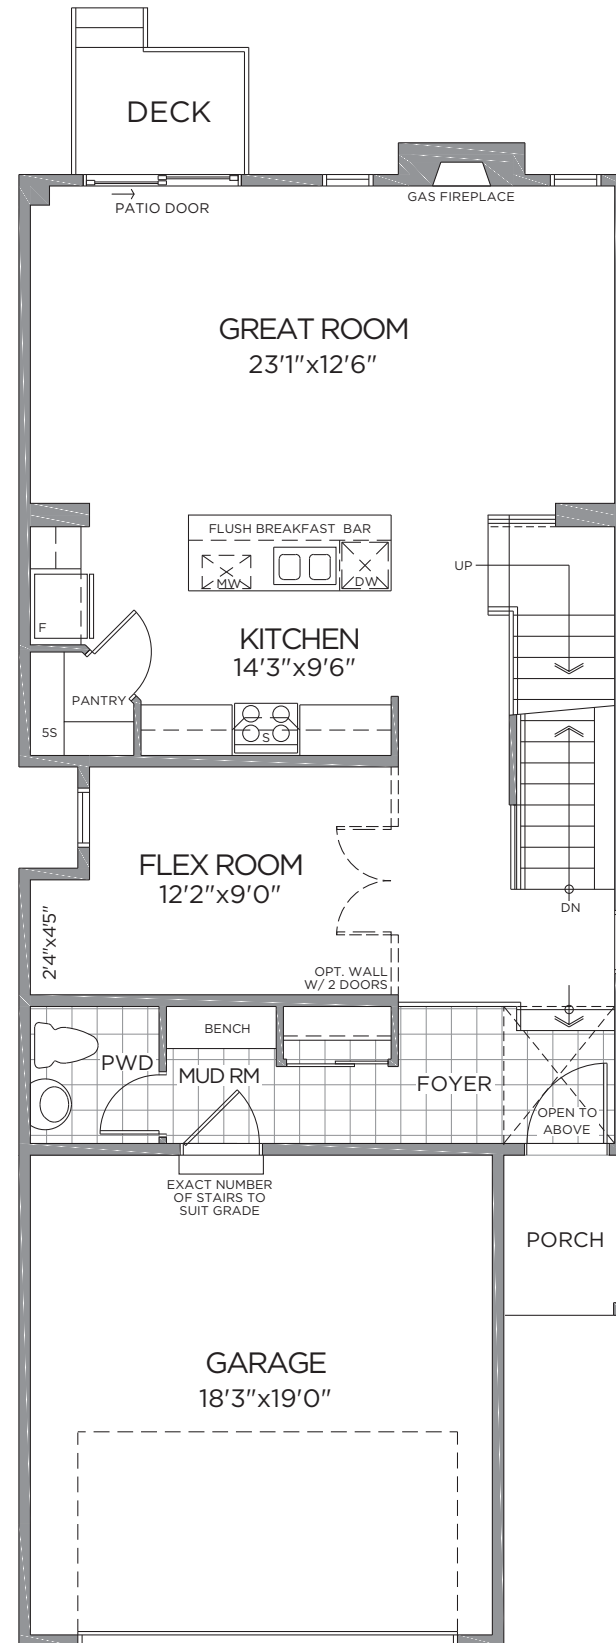 DECK
PATIO DOOR
GAS FIREPLACE
GREAT ROOM
23'1"x12'6"
FLUSH BREAKFAST BAR
MW
DW
UP
F
KITCHEN
14'3"x9'6"
PANTRY
5S
S
FLEX ROOM
12'2"x9'0"
2'4"x4'5"
DN
OPT. WALL
W/ 2 DOORS
BENCH
PWD
MUD RM
FOYER
OPEN TO
ABOVE
EXACT NUMBER
OF STAIRS TO
SUIT GRADE
PORCH
GARAGE
18'3"x19'0"